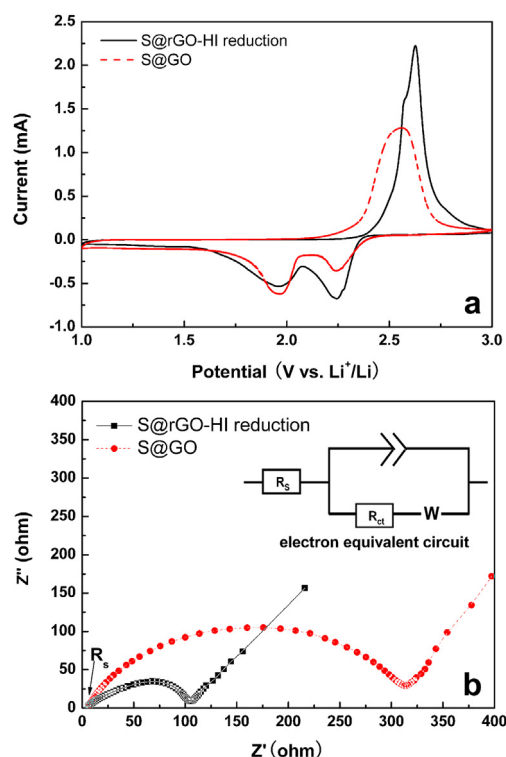 S@rGO-HI reduction
S@GO
2.5
2.0
1.5
1.0
0.5
0.0
-0.5
-1.0
Current (mA)
a
1.0 1.5 2.0 2.5 3.0
Potential (V vs. Li⁺/Li)
S@rGO-HI reduction
S@GO
400
350
300
250
200
150
100
50
0
Z'' (ohm)
Rs
Rct
W
electron equivalent circuit
Rs
b
0 50 100 150 200 250 300 350 400
Z' (ohm)